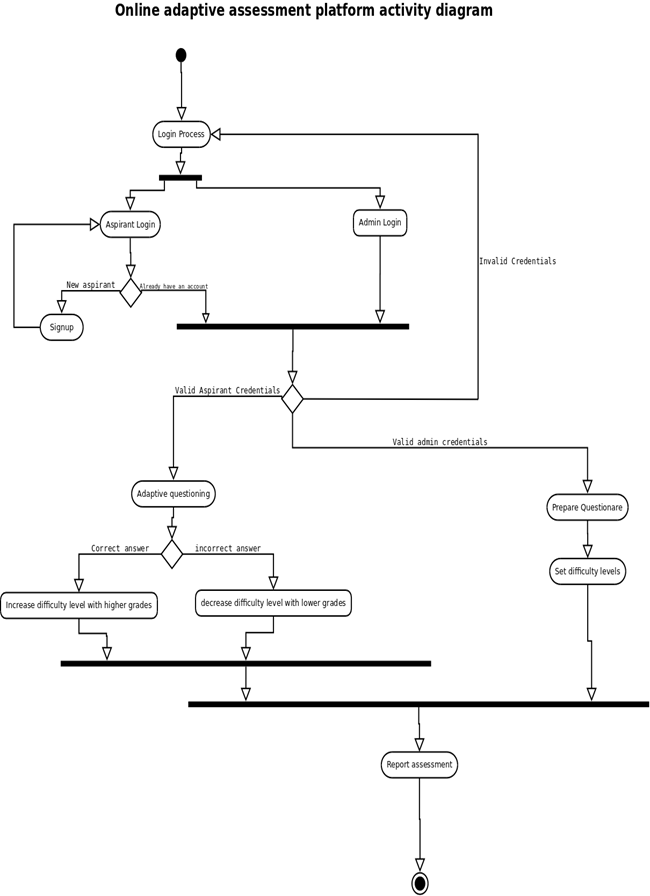 Online adaptive assessment platform activity diagram
Login Process
Aspirant Login
Admin Login
Invalid Credentials
New aspirant
Already have an account
Signup
Valid Aspirant Credentials
Valid admin credentials
Adaptive questioning
Prepare Questionare
Correct answer
incorrect answer
Set difficulty levels
Increase difficulty level with higher grades
decrease difficulty level with lower grades
Report assessment